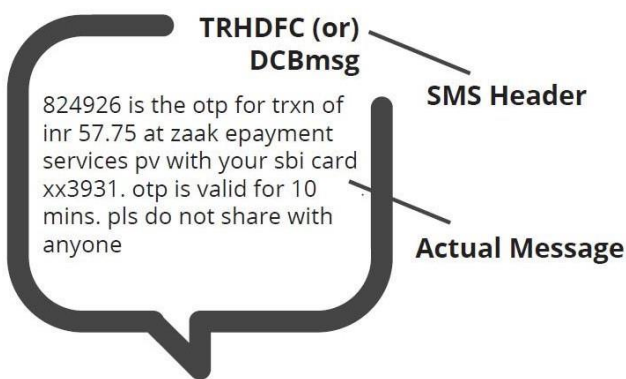 TRHDFC (or)
DCBmsg
SMS Header
824926 is the otp for trxn of
inr 57.75 at zaak epayment
services pv with your sbi card
xx3931. otp is valid for 10
mins. pls do not share with
anyone
Actual Message